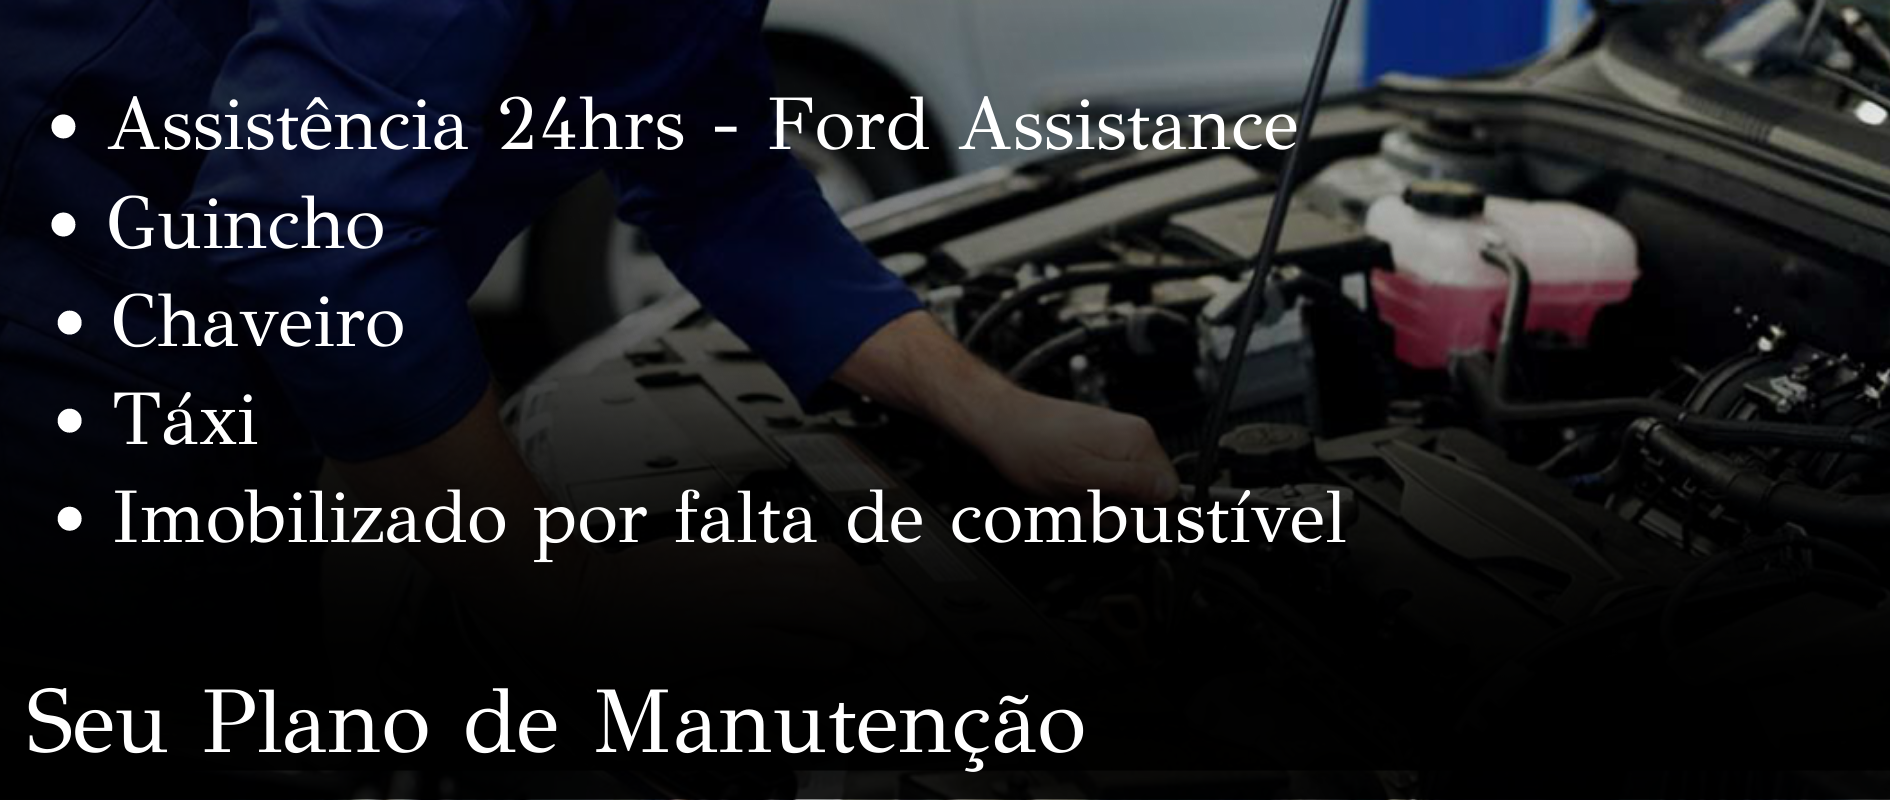 • Assistência 24hrs - Ford Assistance
• Guincho
• Chaveiro
• Táxi
• Imobilizado por falta de combustível
Seu Plano de Manutenção